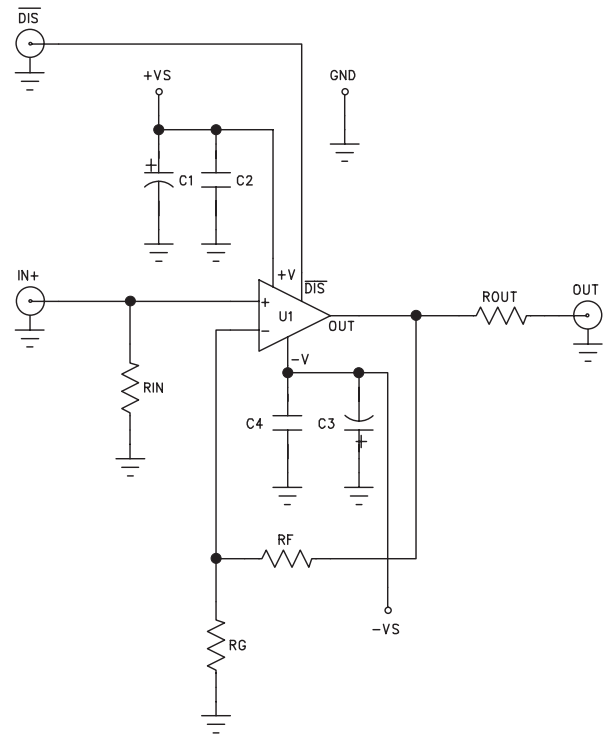 DIS
+VS
GND
C1
C2
IN+
+V
DIS
ROUT
OUT
U1
OUT
RIN
-V
C4
C3
RF
-VS
RG